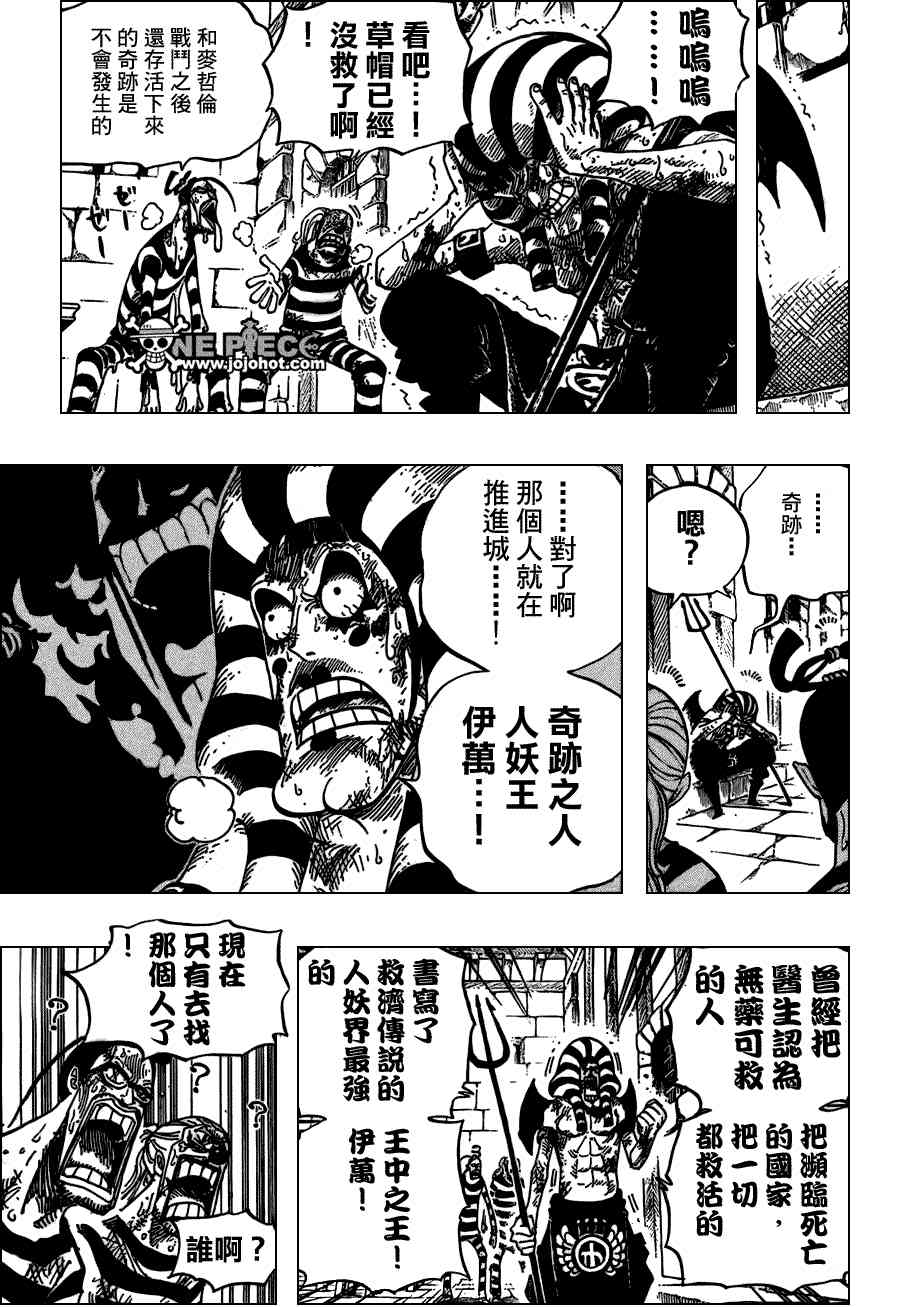 嗚嗚嗚
……！
看吧…！
草帽已經
沒救了啊
！
和麥哲倫
戰鬥之後
還存活下來
的奇跡是
不會發生的
ゼー
ゼー
ONE PIECE
www.jojohot.com
……
奇跡…
嗯？
……對了啊
那個人就在
推進城……！
奇跡之人
人妖王
伊萬…！
曾經把
醫生認為
無藥可救
的人
把瀕臨死亡
的國家，
把一切
都救活的
書寫了
救濟傳說的
人妖界最強
的
王中之王！
伊萬！
現在
只有去找
那個人了
！
？
？
？
誰啊？